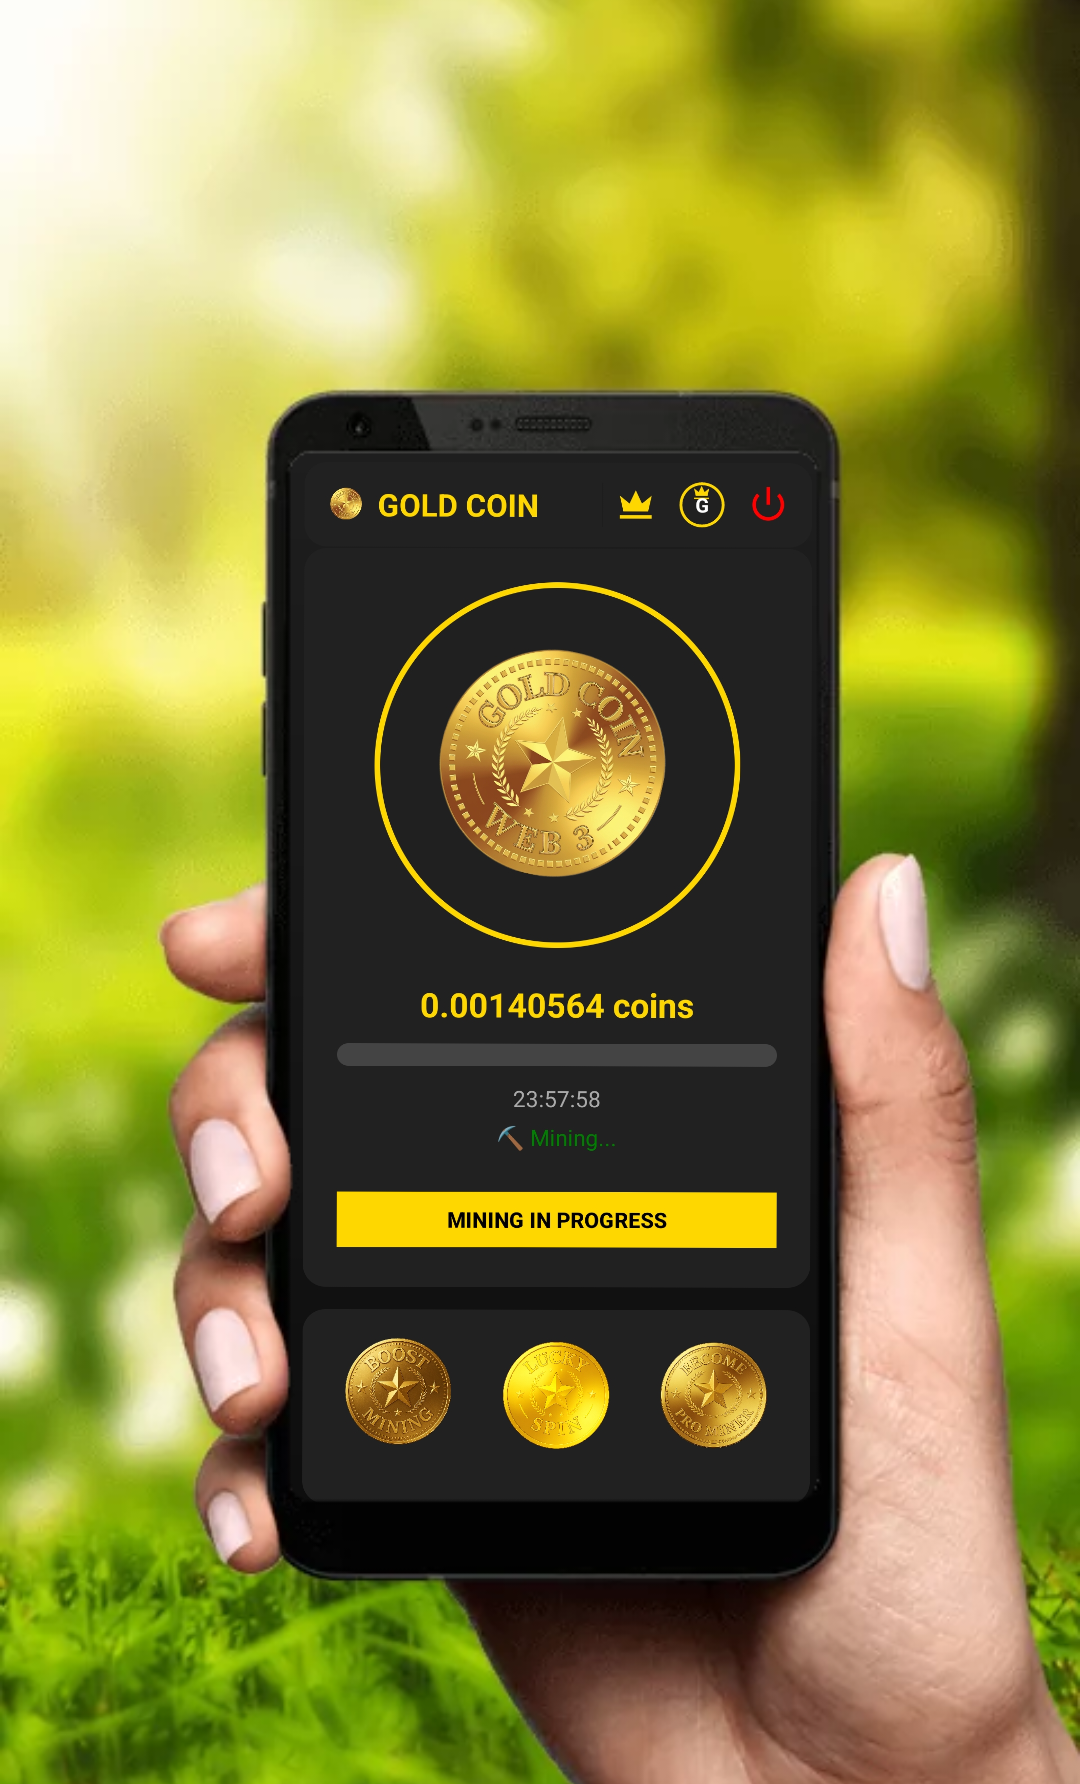 GOLD COIN
G
GOLD COIN
WEB 3
0.00140564 coins
23:57:58
Mining...
MINING IN PROGRESS
BOOST
MINING
LUCKY
SPIN
BECOME
PRO MINER